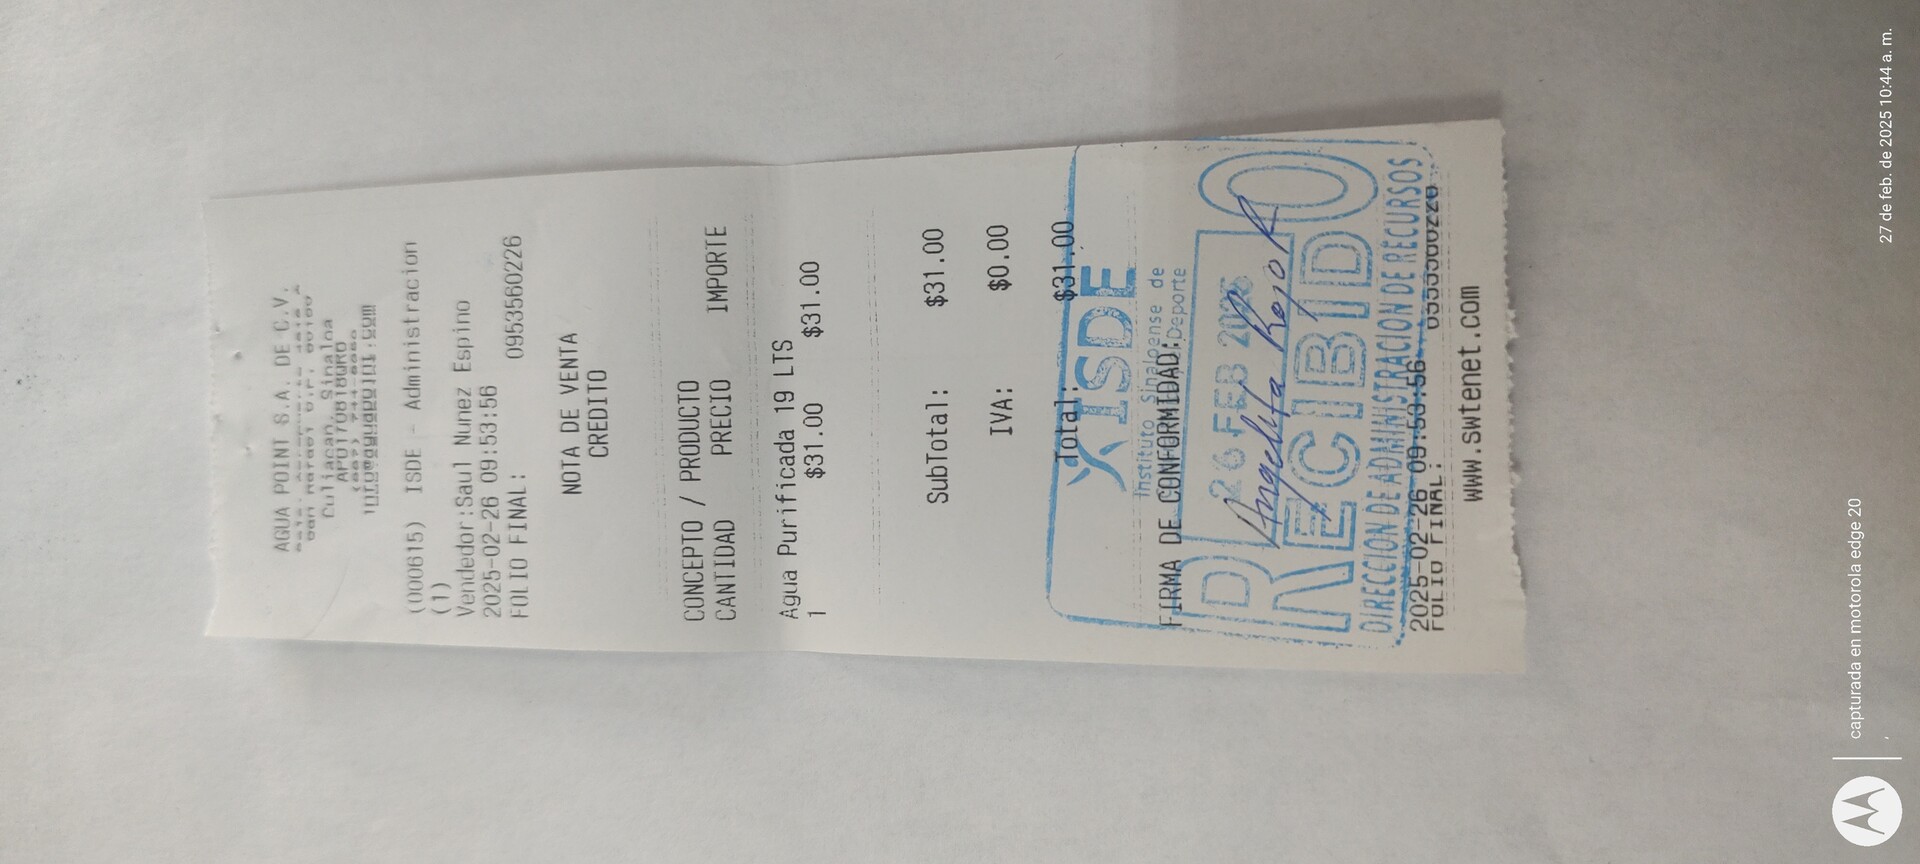 AGUA POINT S.A. DE C.V.
Culiacan, Sinaloa
(000615) ISDE - Administracion
(1)
Vendedor:Saul Nunez Espino
2025-02-26 09:53:56
FOLIO FINAL: 0953560226
NOTA DE VENTA
CREDITO
CONCEPTO / PRODUCTO
CANTIDAD PRECIO IMPORTE
Agua Purificada 19 LTS
1 $31.00 $31.00
SubTotal: $31.00
IVA: $0.00
Total: $31.00
ISDE
Instituto Sinaloense de
Deporte
FIRMA DE CONFORMIDAD:
26 FEB
Angelita Rojo R
RECIBIDO
DIRECCION DE ADMINISTRACION DE RECURSOS
2025-02-26 09:53:56
FOLIO FINAL: 0953560226
www.swtenet.com
capturada en motorola edge 20
27 de feb. de 2025 10:44 a. m.